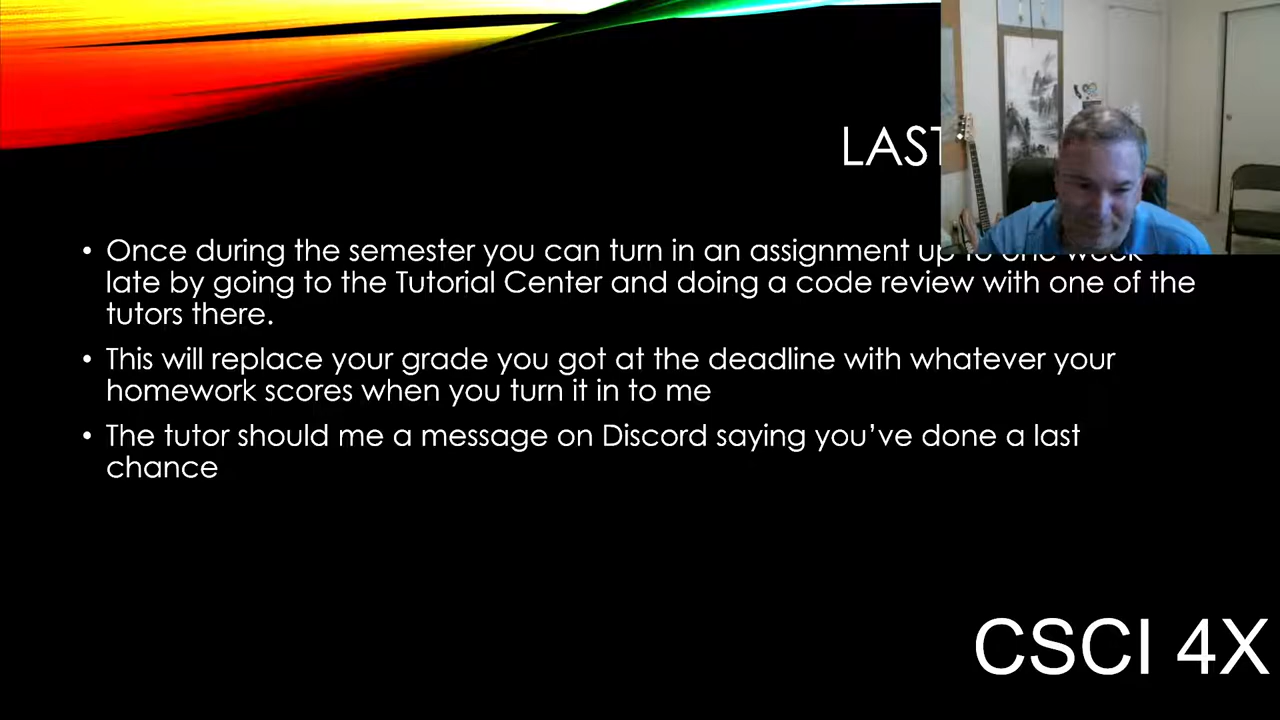 LAST
• Once during the semester you can turn in an assignment up to one week
late by going to the Tutorial Center and doing a code review with one of the
tutors there.
• This will replace your grade you got at the deadline with whatever your
homework scores when you turn it in to me
• The tutor should me a message on Discord saying you’ve done a last
chance
CSCI 4X